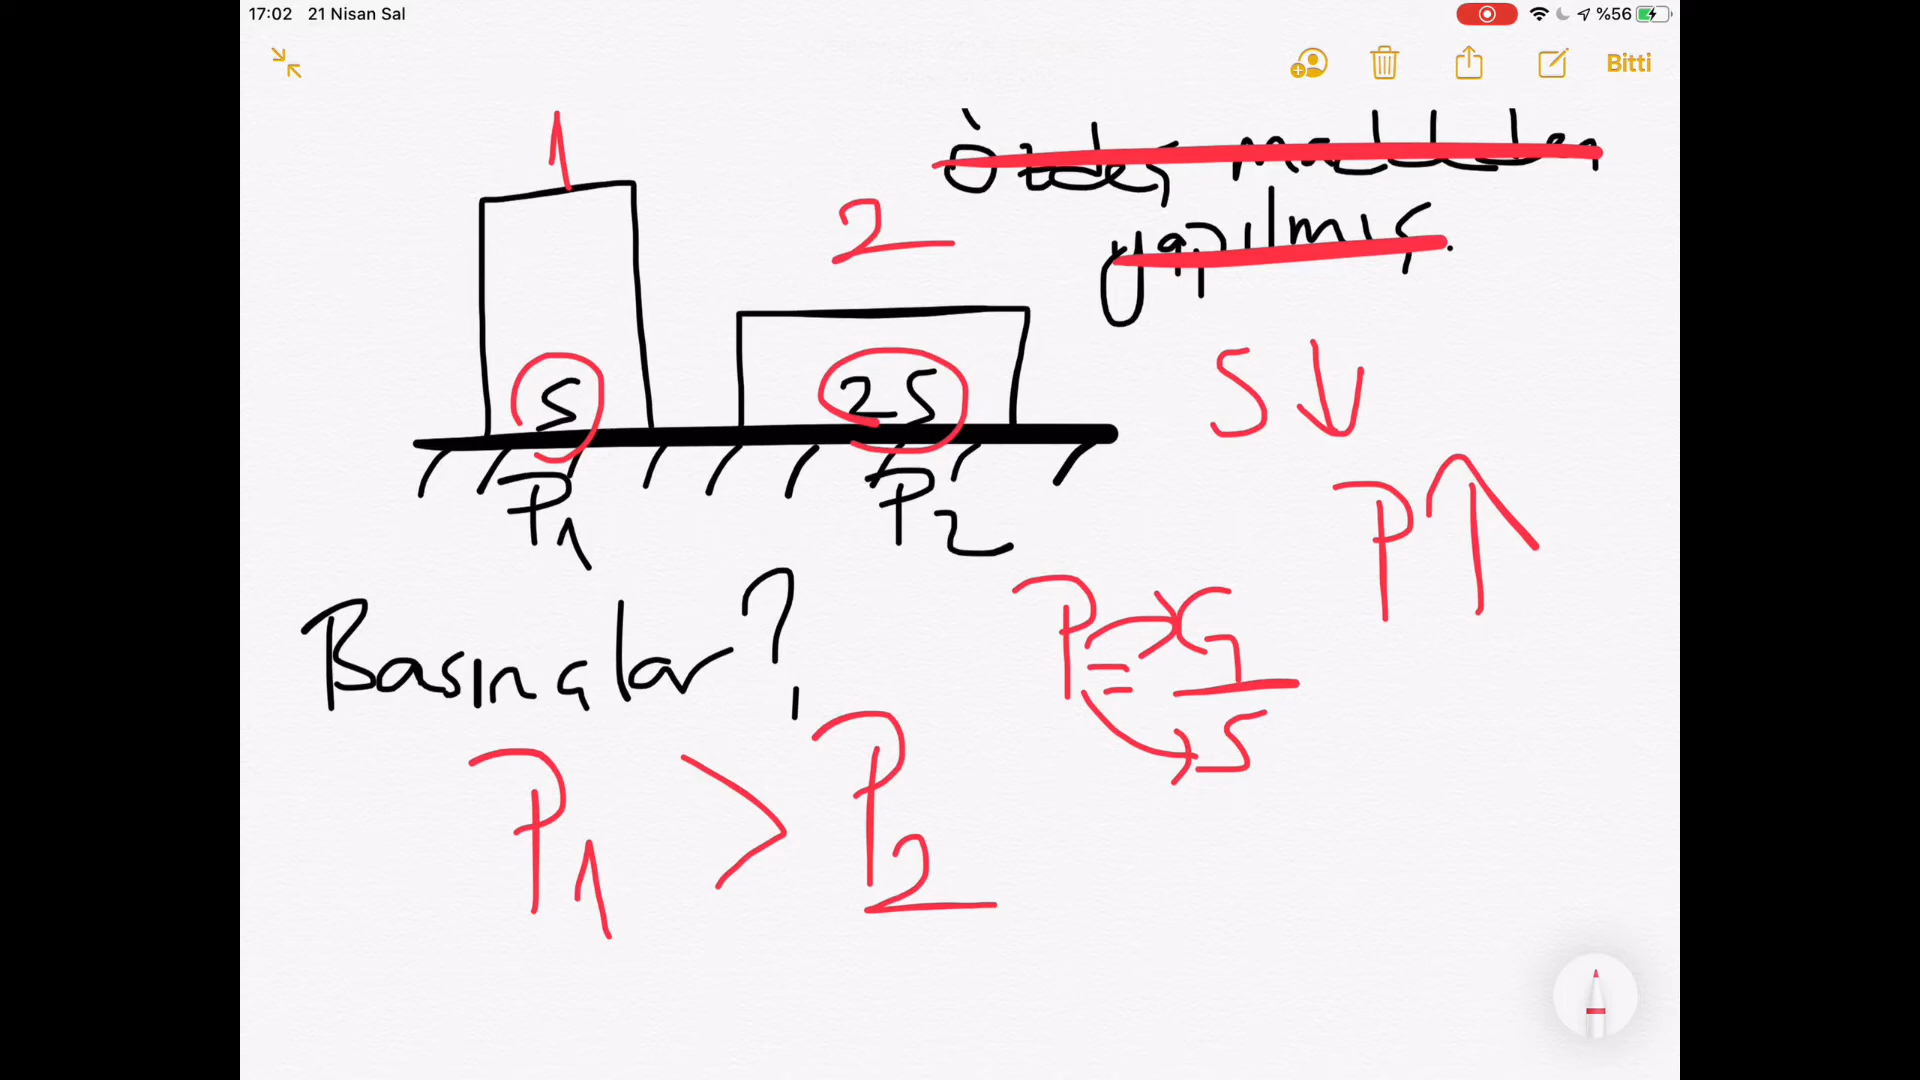 17:02 21 Nisan Sal %56
Bitti
1
Özdeş maddeden
2
yapılmış.
S 2S
S↓
P1 P2
P↑
Basınçlar?
P = G/S
P1 > P2